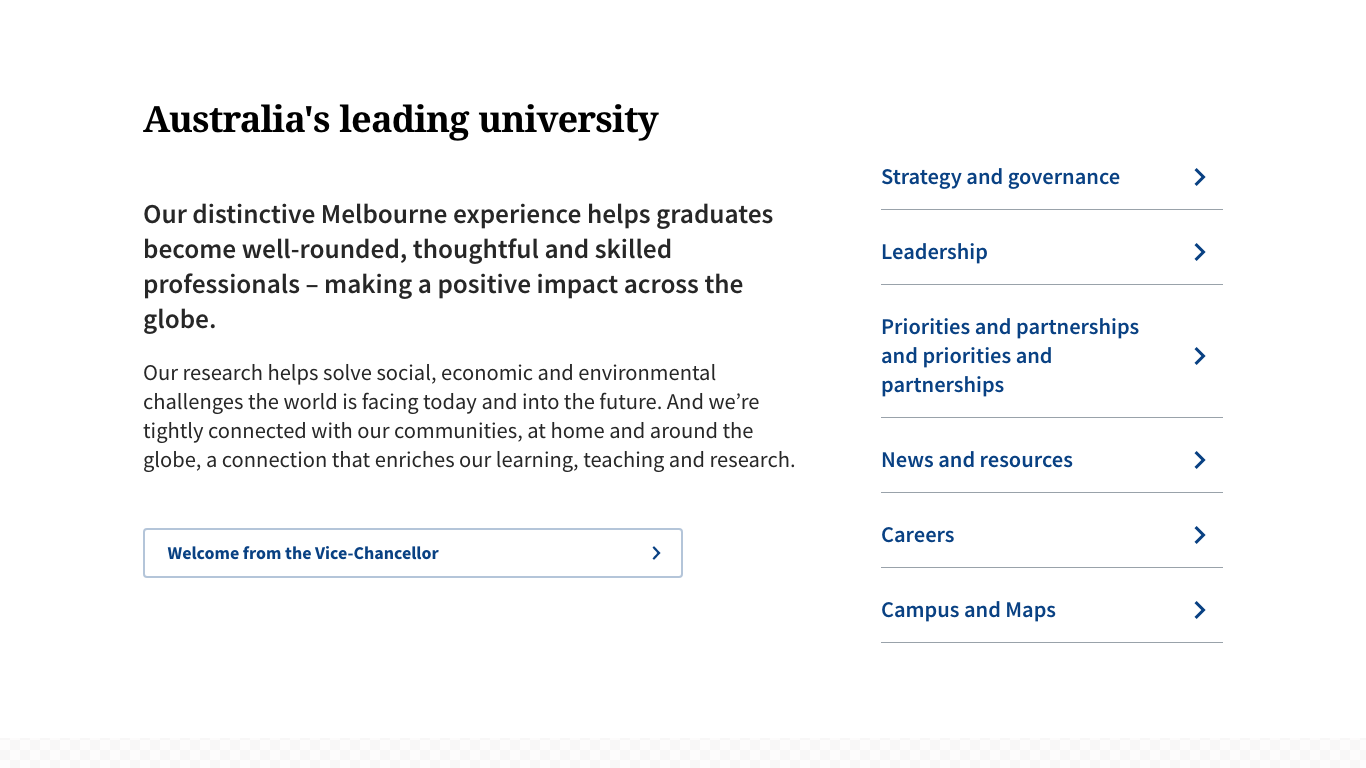 Australia's leading university
Our distinctive Melbourne experience helps graduates
become well-rounded, thoughtful and skilled
professionals – making a positive impact across the
globe.
Our research helps solve social, economic and environmental
challenges the world is facing today and into the future. And we’re
tightly connected with our communities, at home and around the
globe, a connection that enriches our learning, teaching and research.
Welcome from the Vice-Chancellor
Strategy and governance
Leadership
Priorities and partnerships
and priorities and
partnerships
News and resources
Careers
Campus and Maps